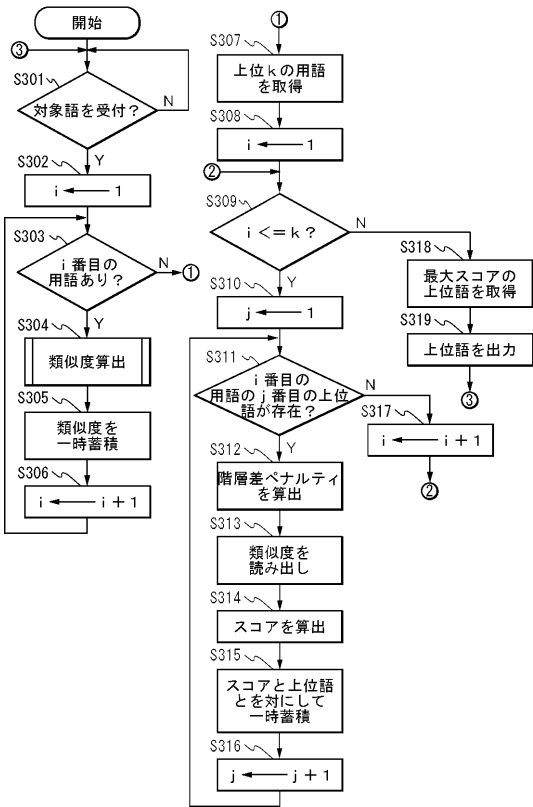 開始
③
S301
対象語を受付？
N
Y
S302
i ← 1
S303
i番目の
用語あり？
N
①
Y
S304
類似度算出
S305
類似度を
一時蓄積
S306
i ← i＋1
①
S307
上位kの用語
を取得
S308
i ← 1
②
S309
i <= k？
N
Y
S310
j ← 1
S311
i番目の
用語のj番目の上位
語が存在？
N
Y
S312
階層差ペナルティ
を算出
S313
類似度を
読み出し
S314
スコアを算出
S315
スコアと上位語
とを対にして
一時蓄積
S316
j ← j＋1
S318
最大スコアの
上位語を取得
S319
上位語を出力
③
S317
i ← i＋1
②